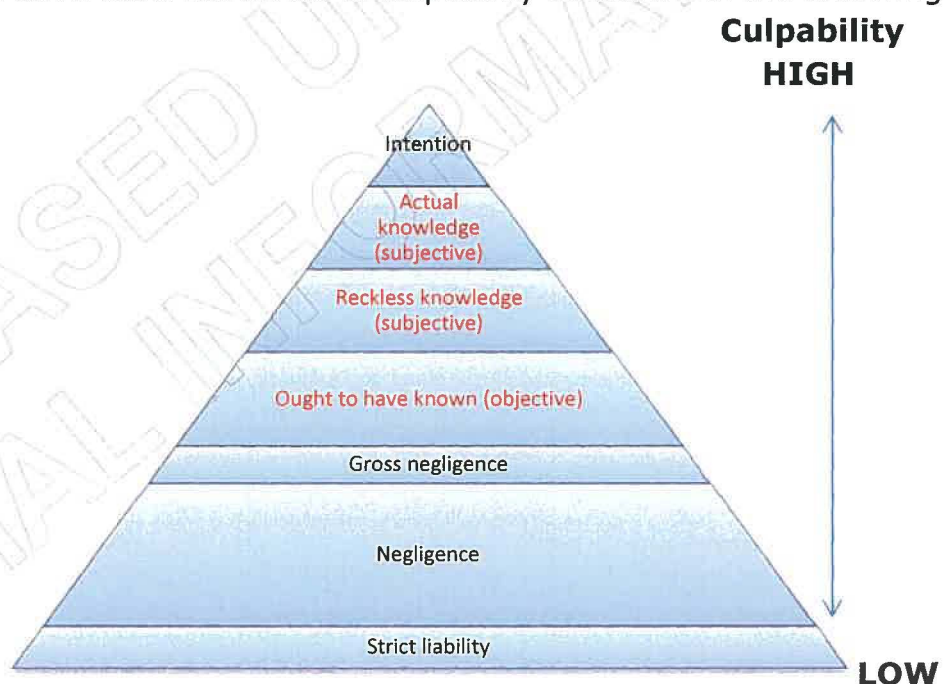 Culpability
HIGH
Intention
Actual
knowledge
(subjective)
Reckless knowledge
(subjective)
Ought to have known (objective)
Gross negligence
Negligence
Strict liability
LOW